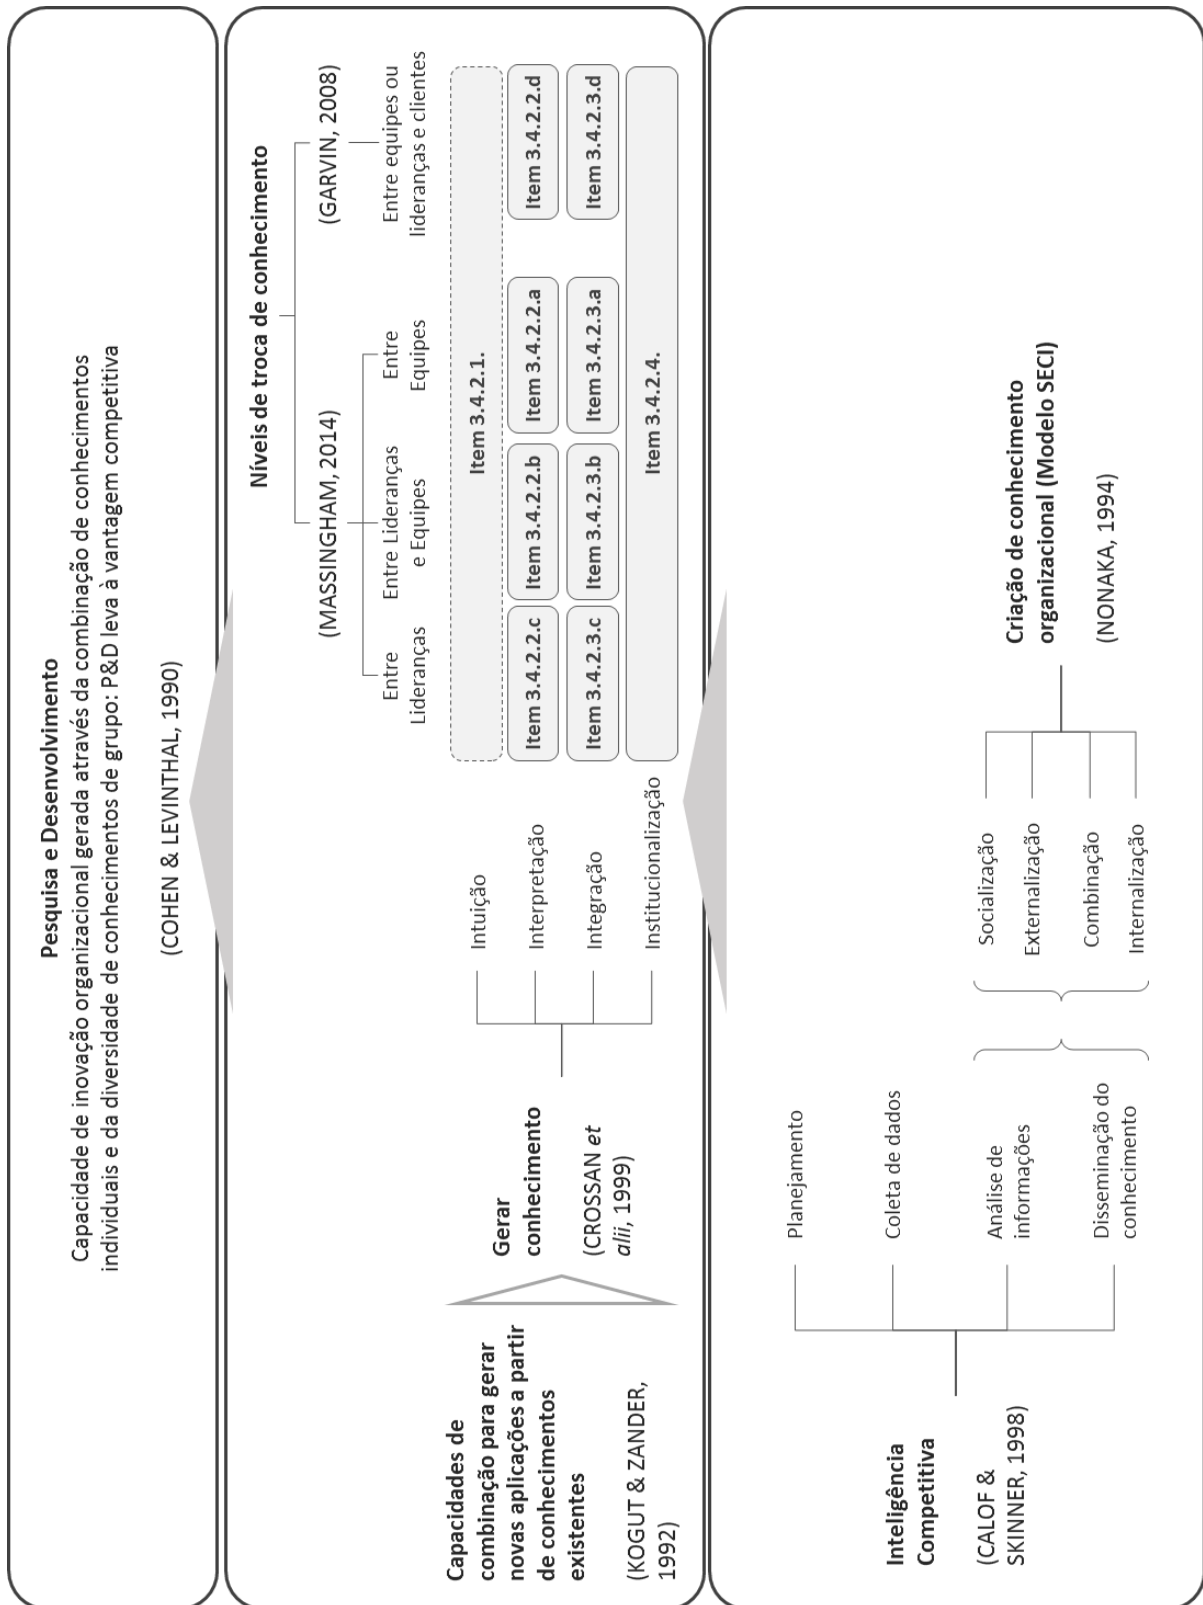 Pesquisa e Desenvolvimento
Capacidade de inovação organizacional gerada através da combinação de conhecimentos
individuais e da diversidade de conhecimentos de grupo: P&D leva à vantagem competitiva
(COHEN & LEVINTHAL, 1990)
Níveis de troca de conhecimento
(MASSINGHAM, 2014)
(GARVIN, 2008)
Entre
Lideranças
Entre Lideranças
e Equipes
Entre
Equipes
Entre equipes ou
lideranças e clientes
Capacidades de
combinação para gerar
novas aplicações a partir
de conhecimentos
existentes
(KOGUT & ZANDER,
1992)
Gerar
conhecimento
(CROSSAN et
alii, 1999)
Intuição
Item 3.4.2.1.
Interpretação
Item 3.4.2.2.c
Item 3.4.2.2.b
Item 3.4.2.2.a
Item 3.4.2.2.d
Integração
Item 3.4.2.3.c
Item 3.4.2.3.b
Item 3.4.2.3.a
Item 3.4.2.3.d
Institucionalização
Item 3.4.2.4.
Inteligência
Competitiva
(CALOF &
SKINNER, 1998)
Planejamento
Coleta de dados
Análise de
informações
Disseminação do
conhecimento
Socialização
Externalização
Combinação
Internalização
Criação de conhecimento
organizacional (Modelo SECI)
(NONAKA, 1994)